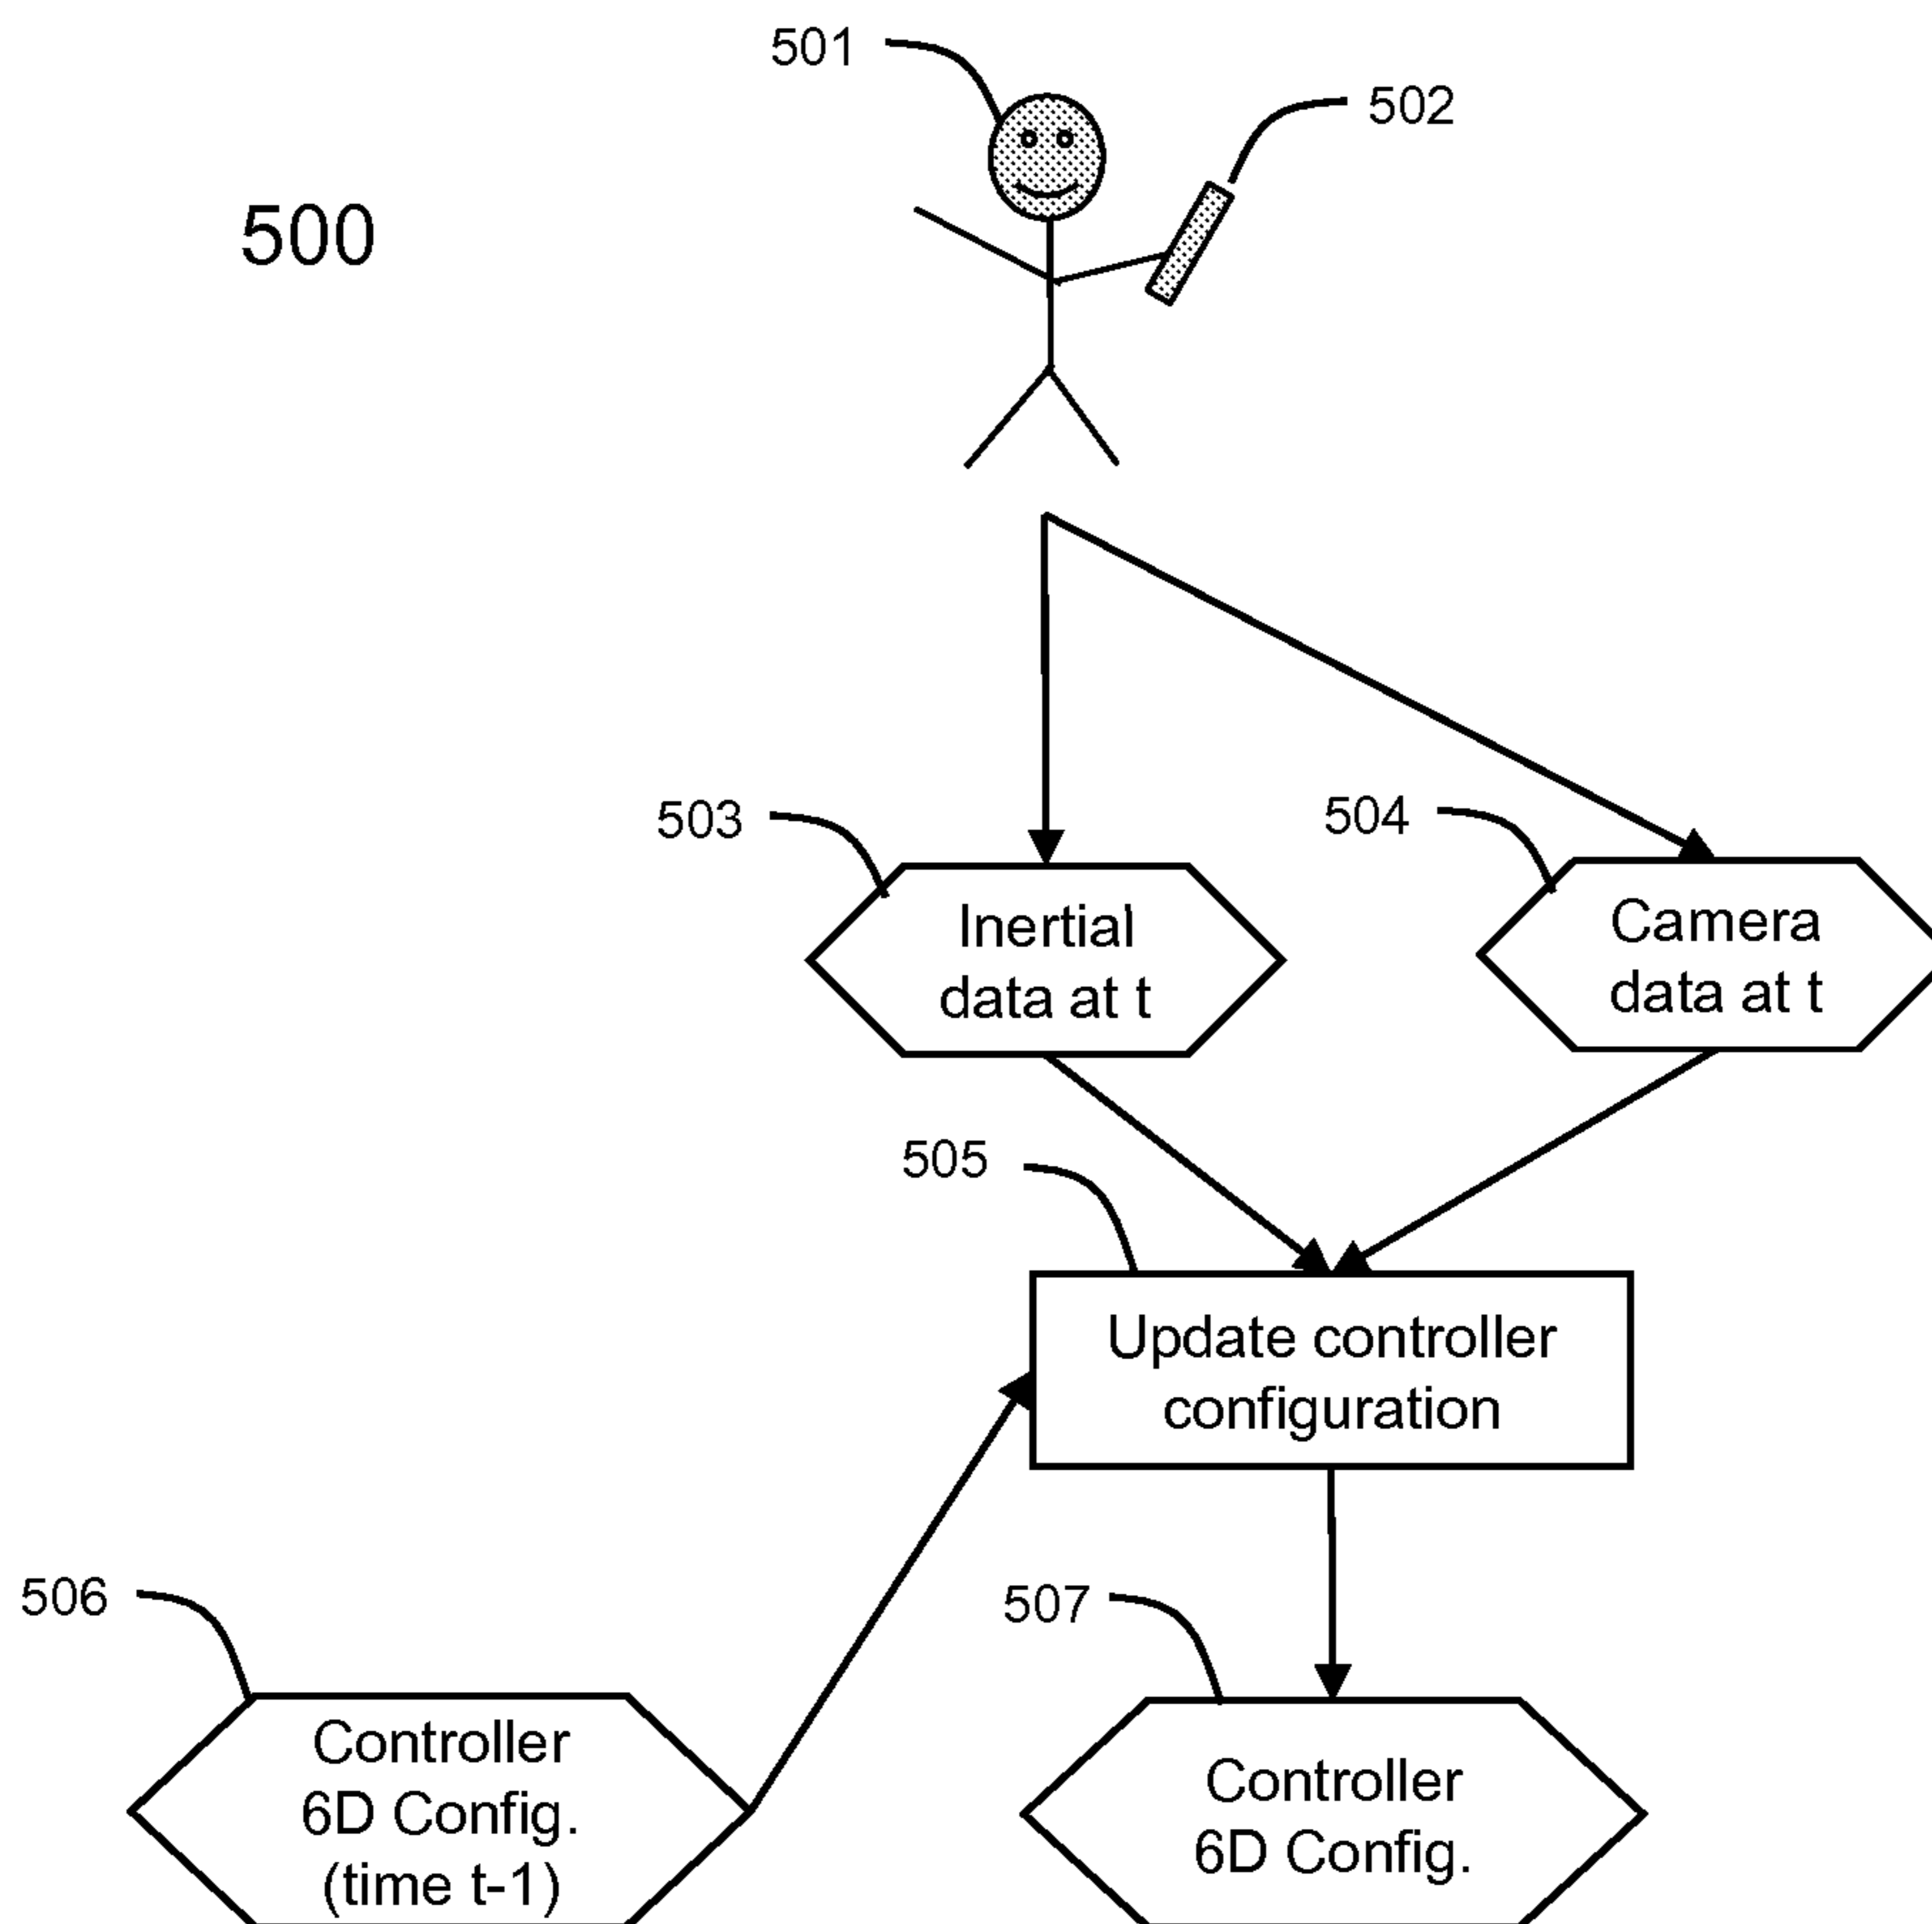 501
502
500
503
504
Inertial
data at t
Camera
data at t
505
Update controller
configuration
506
507
Controller
6D Config.
(time t-1)
Controller
6D Config.